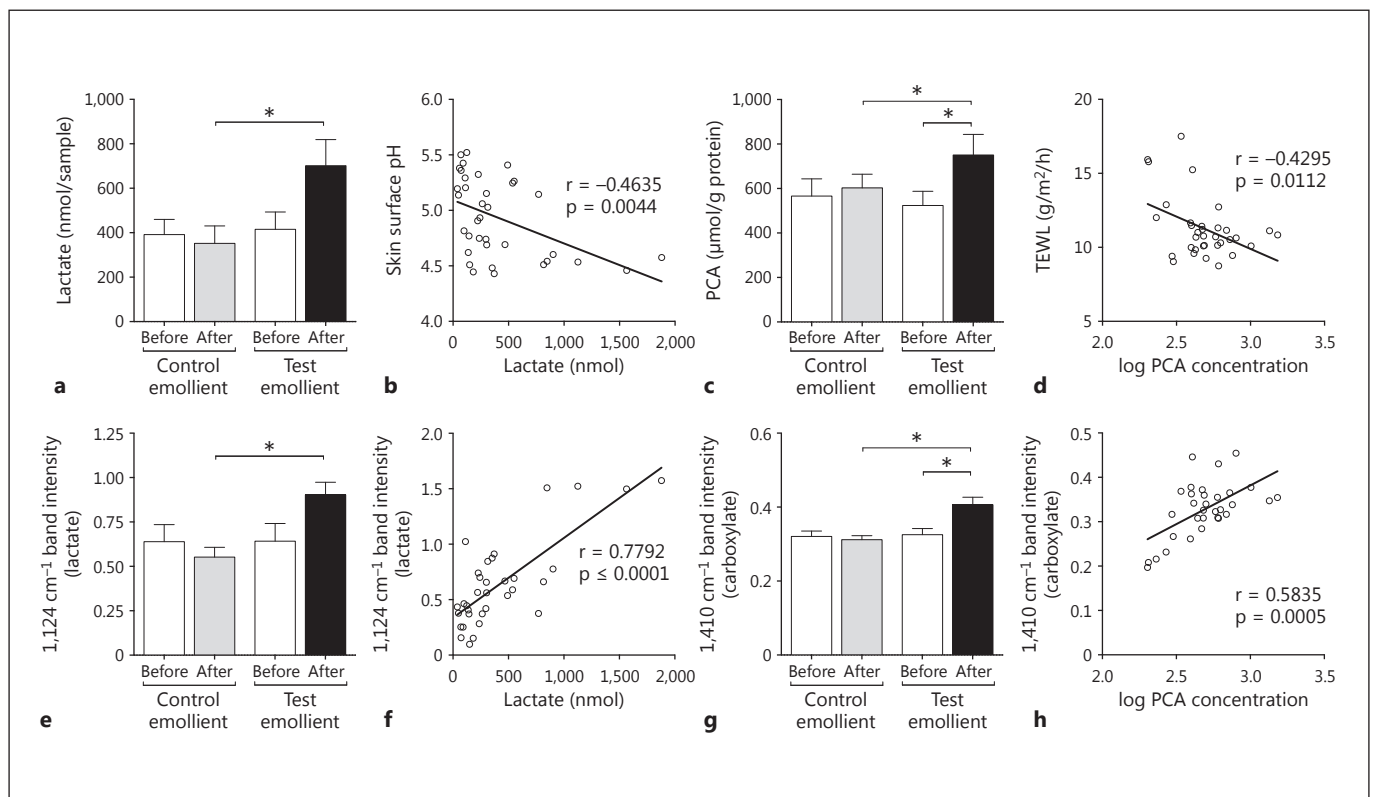 1,000
800
600
400
200
0
Lactate (nmol/sample)
*
Before After Before After
Control emollient
Test emollient
a
6.0
5.5
5.0
4.5
4.0
Skin surface pH
r = –0.4635
p = 0.0044
0 500 1,000 1,500 2,000
Lactate (nmol)
b
1,000
800
600
400
200
0
PCA (μmol/g protein)
*
*
Before After Before After
Control emollient
Test emollient
c
20
15
10
5
TEWL (g/m²/h)
r = –0.4295
p = 0.0112
2.0 2.5 3.0 3.5
log PCA concentration
d
1.25
1.00
0.75
0.50
0.25
0
1,124 cm⁻¹ band intensity
(lactate)
*
Before After Before After
Control emollient
Test emollient
e
2.0
1.5
1.0
0.5
0
1,124 cm⁻¹ band intensity
(lactate)
r = 0.7792
p ≤ 0.0001
0 500 1,000 1,500 2,000
Lactate (nmol)
f
0.6
0.4
0.2
0
1,410 cm⁻¹ band intensity
(carboxylate)
*
*
Before After Before After
Control emollient
Test emollient
g
0.5
0.4
0.3
0.2
0.1
0
1,410 cm⁻¹ band intensity
(carboxylate)
r = 0.5835
p = 0.0005
2.0 2.5 3.0 3.5
log PCA concentration
h